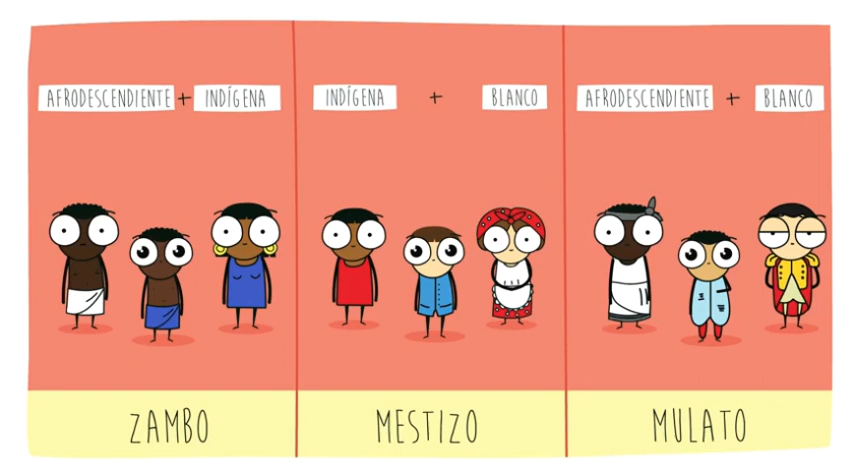 AFRODESCENDIENTE + INDÍGENA
INDÍGENA + BLANCO
AFRODESCENDIENTE + BLANCO
ZAMBO
MESTIZO
MULATO